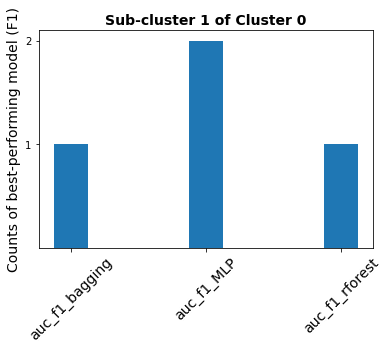 Sub-cluster 1 of Cluster 0
Counts of best-performing model (F1)
2
1
auc_f1_bagging
auc_f1_MLP
auc_f1_rforest